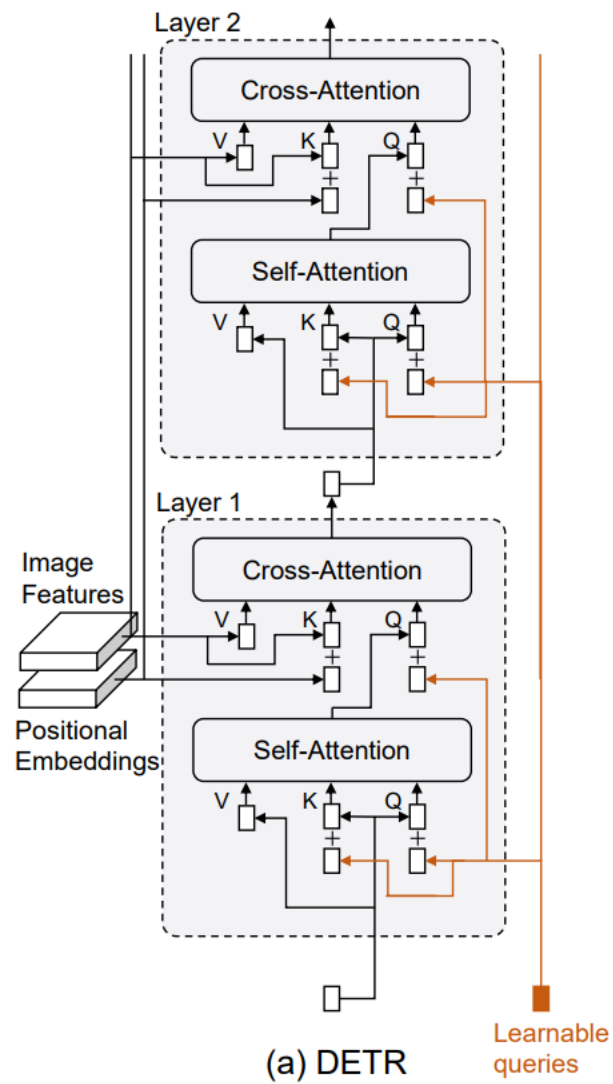 Layer 2
Cross-Attention
V K Q
+ +
Self-Attention
V K Q
+ +
Layer 1
Cross-Attention
Image
Features
V K Q
+ +
Positional
Embeddings
Self-Attention
V K Q
+ +
Learnable
queries
(a) DETR